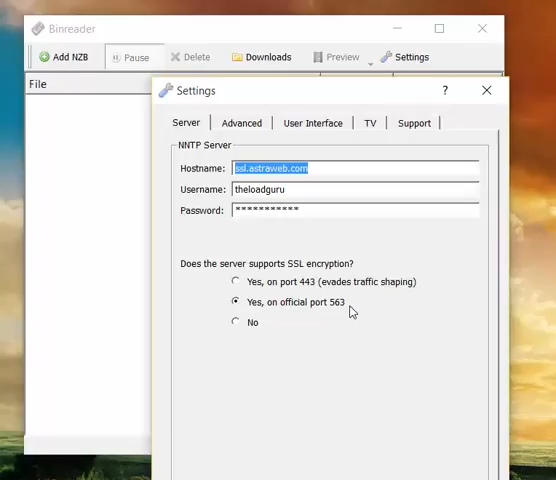 Binreader
Add NZB
Pause
Delete
Downloads
Preview
Settings
File
Settings
?
Server
Advanced
User Interface
TV
Support
NNTP Server
Hostname: ssl.astraweb.com
Username: theloadguru
Password: ***********
Does the server supports SSL encryption?
Yes, on port 443 (evades traffic shaping)
Yes, on official port 563
No